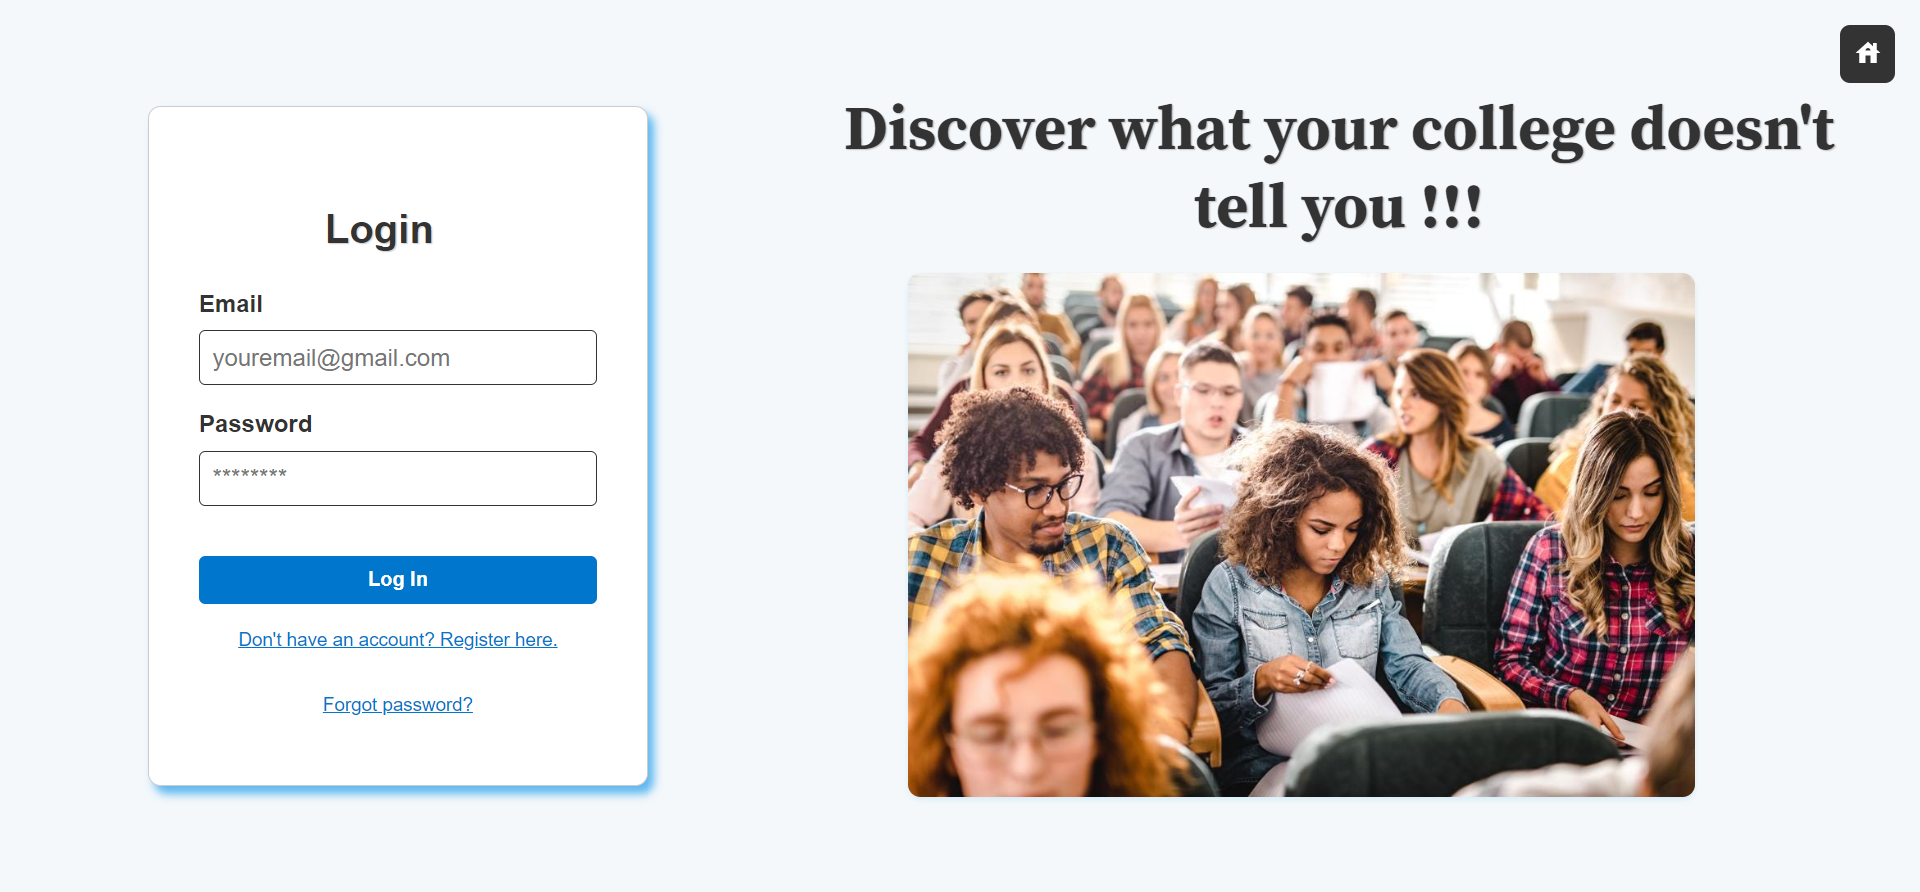 Login
Email
youremail@gmail.com
Password
********
Log In
Don't have an account? Register here.
Forgot password?
Discover what your college doesn't
tell you !!!